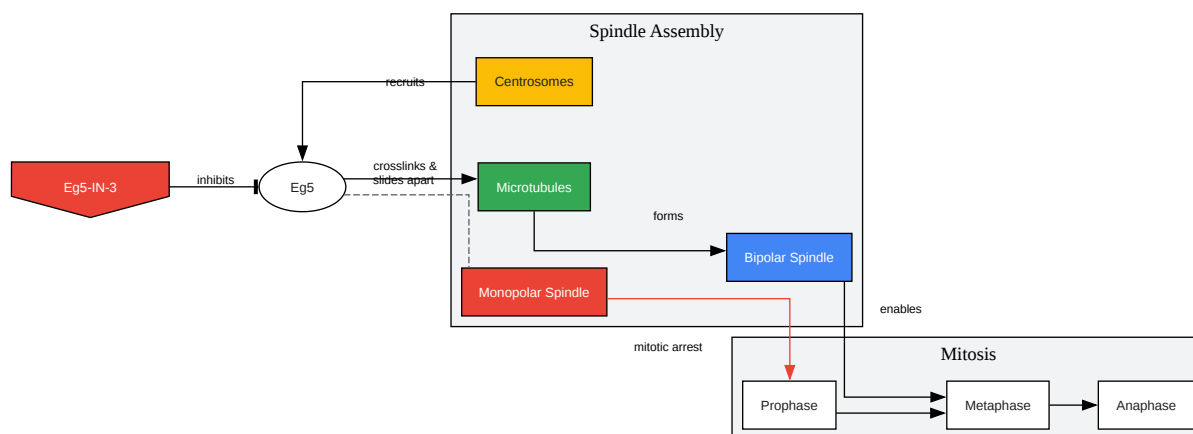 Spindle Assembly
recruits
Centrosomes
Eg5-IN-3
inhibits
Eg5
crosslinks &
slides apart
Microtubules
forms
Bipolar Spindle
Monopolar Spindle
enables
mitotic arrest
Mitosis
Prophase
Metaphase
Anaphase